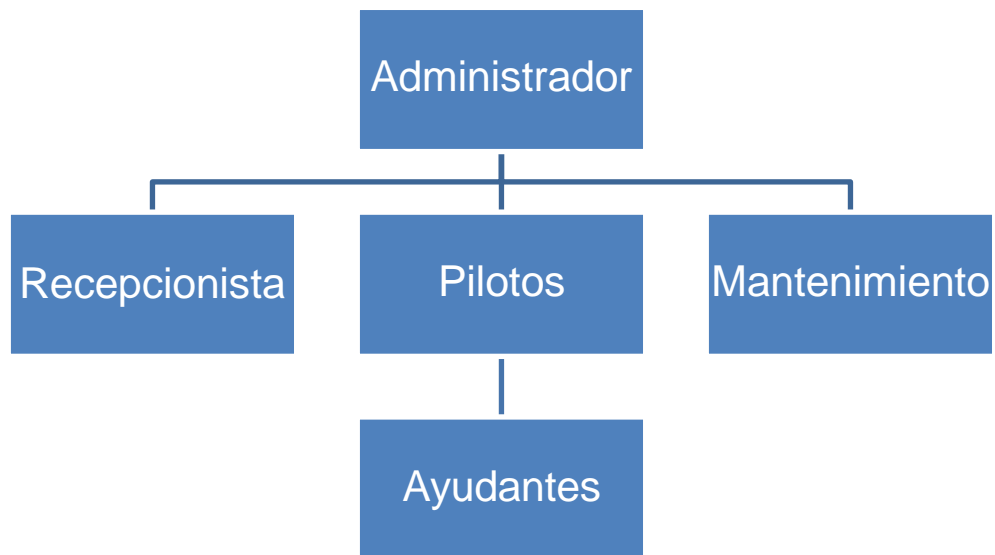 Administrador
Recepcionista
Pilotos
Mantenimiento
Ayudantes